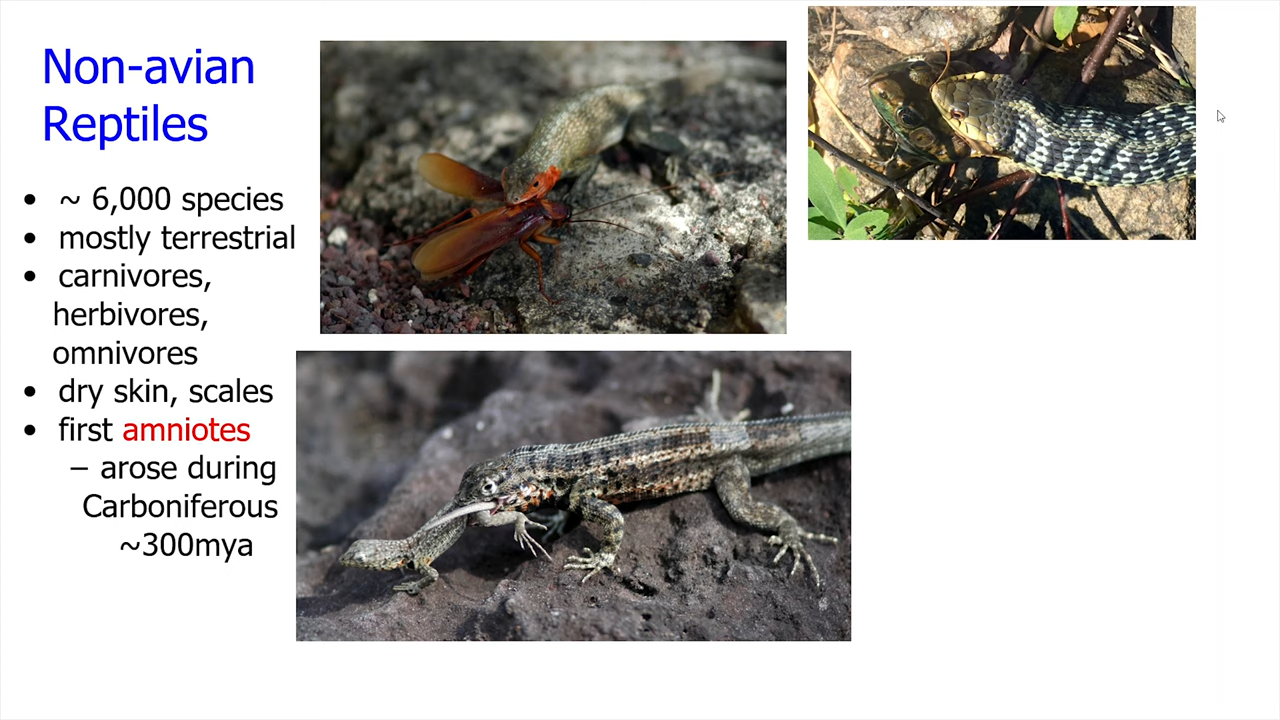 Non-avian
Reptiles
• ~ 6,000 species
• mostly terrestrial
• carnivores,
herbivores,
omnivores
• dry skin, scales
• first amniotes
– arose during
Carboniferous
~300mya